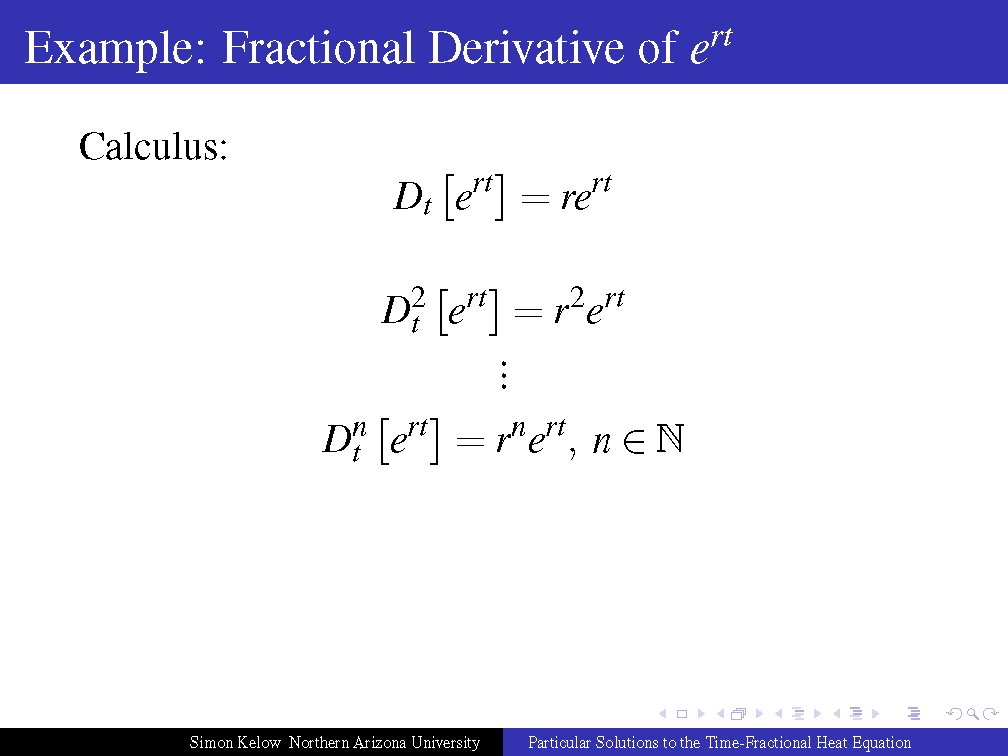 Example: Fractional Derivative of e^{rt}
Calculus:
D_t [e^{rt}] = re^{rt}
D_t^2 [e^{rt}] = r^2e^{rt}
⋮
D_t^n [e^{rt}] = r^ne^{rt}, n ∈ ℕ
Simon Kelow Northern Arizona University Particular Solutions to the Time-Fractional Heat Equation